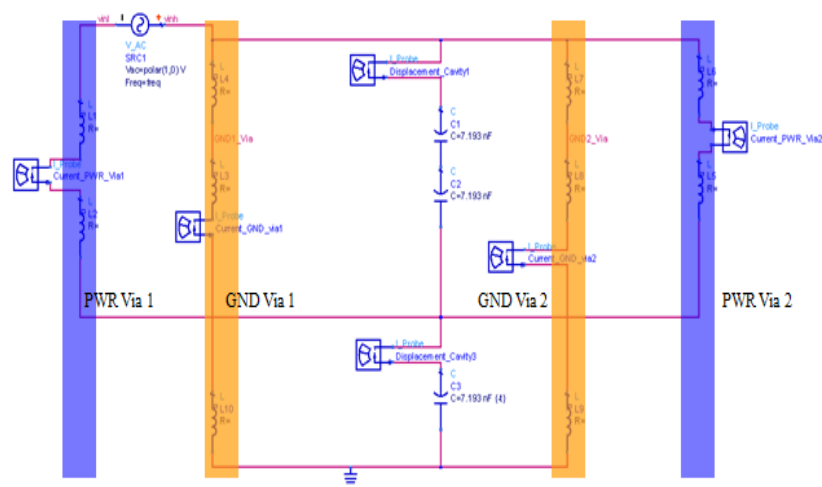 vinl
vinh
V_AC
SRC1
Vac=polar(1,0) V
Freq=freq
L
L1
R=
I_Probe
Current_PWR_Via1
L
L2
R=
L
L4
R=
GND1_Via
L
L3
R=
I_Probe
Current_GND_via1
I_Probe
Displacement_Cavity1
C
C1
C=7.193 nF
C
C2
C=7.193 nF
L
L7
R=
GND2_Via
L
L8
R=
I_Probe
Current_GND_via2
L
L6
R=
I_Probe
Current_PWR_Via2
L
L5
R=
PWR Via 1
GND Via 1
GND Via 2
PWR Via 2
I_Probe
Displacement_Cavity3
C
C3
C=7.193 nF {4}
L
L10
R=
L
L9
R=